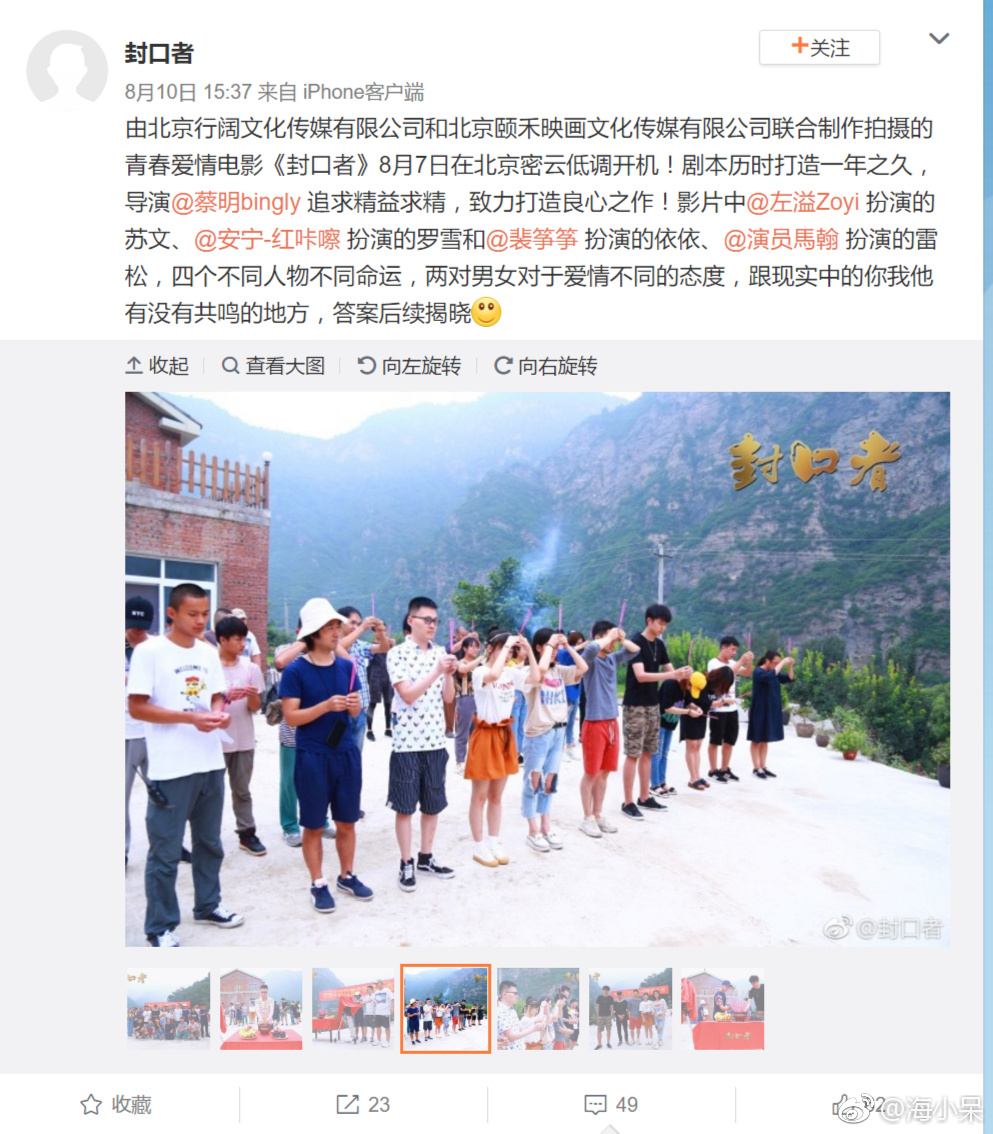 封口者
+关注
8月10日 15:37 来自 iPhone客户端
由北京行阔文化传媒有限公司和北京颐禾映画文化传媒有限公司联合制作拍摄的
青春爱情电影《封口者》8月7日在北京密云低调开机！剧本历时打造一年之久，
导演@蔡明bingly 追求精益求精，致力打造良心之作！影片中@左溢Zoyi 扮演的
苏文、@安宁-红咔嚓 扮演的罗雪和@裴筝筝 扮演的依依、@演员馬翰 扮演的雷
松，四个不同人物不同命运，两对男女对于爱情不同的态度，跟现实中的你我他
有没有共鸣的地方，答案后续揭晓
收起 查看大图 向左旋转 向右旋转
封口者
NYC
@封口者
收藏 23 49
@海小呆